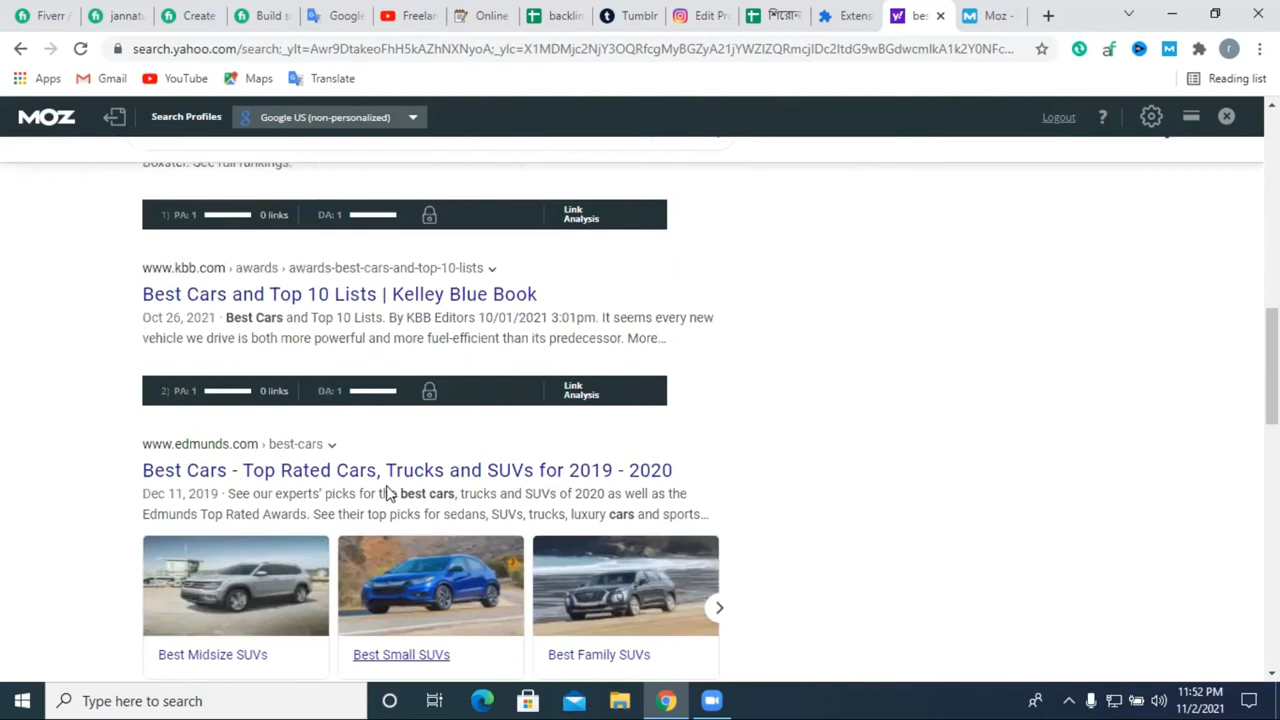 Fiverr /
jannatu
Create
Build s
Google
Freelan
Online
backlin
Tumblr
Edit Pr
শিরোন
Extens
bes
Moz -
search.yahoo.com/search;_ylt=Awr9DtakeoFhH5kAZhNXNyoA;_ylc=X1MDMjc2NjY3OQRfcgMyBGZyA21jYWZlZQRmcjIDc2ItdG9wBGdwcmlkA1k2Y0NFc...
Apps
Gmail
YouTube
Maps
Translate
Reading list
MOZ
Search Profiles
Google US (non-personalized)
Logout
?
Boxster. See full rankings.
1) PA: 1 0 links DA: 1 Link Analysis
www.kbb.com › awards › awards-best-cars-and-top-10-lists
Best Cars and Top 10 Lists | Kelley Blue Book
Oct 26, 2021 · Best Cars and Top 10 Lists. By KBB Editors 10/01/2021 3:01pm. It seems every new
vehicle we drive is both more powerful and more fuel-efficient than its predecessor. More...
2) PA: 1 0 links DA: 1 Link Analysis
www.edmunds.com › best-cars
Best Cars - Top Rated Cars, Trucks and SUVs for 2019 - 2020
Dec 11, 2019 · See our experts' picks for the best cars, trucks and SUVs of 2020 as well as the
Edmunds Top Rated Awards. See their top picks for sedans, SUVs, trucks, luxury cars and sports...
Best Midsize SUVs
Best Small SUVs
Best Family SUVs
Type here to search
11:52 PM
11/2/2021